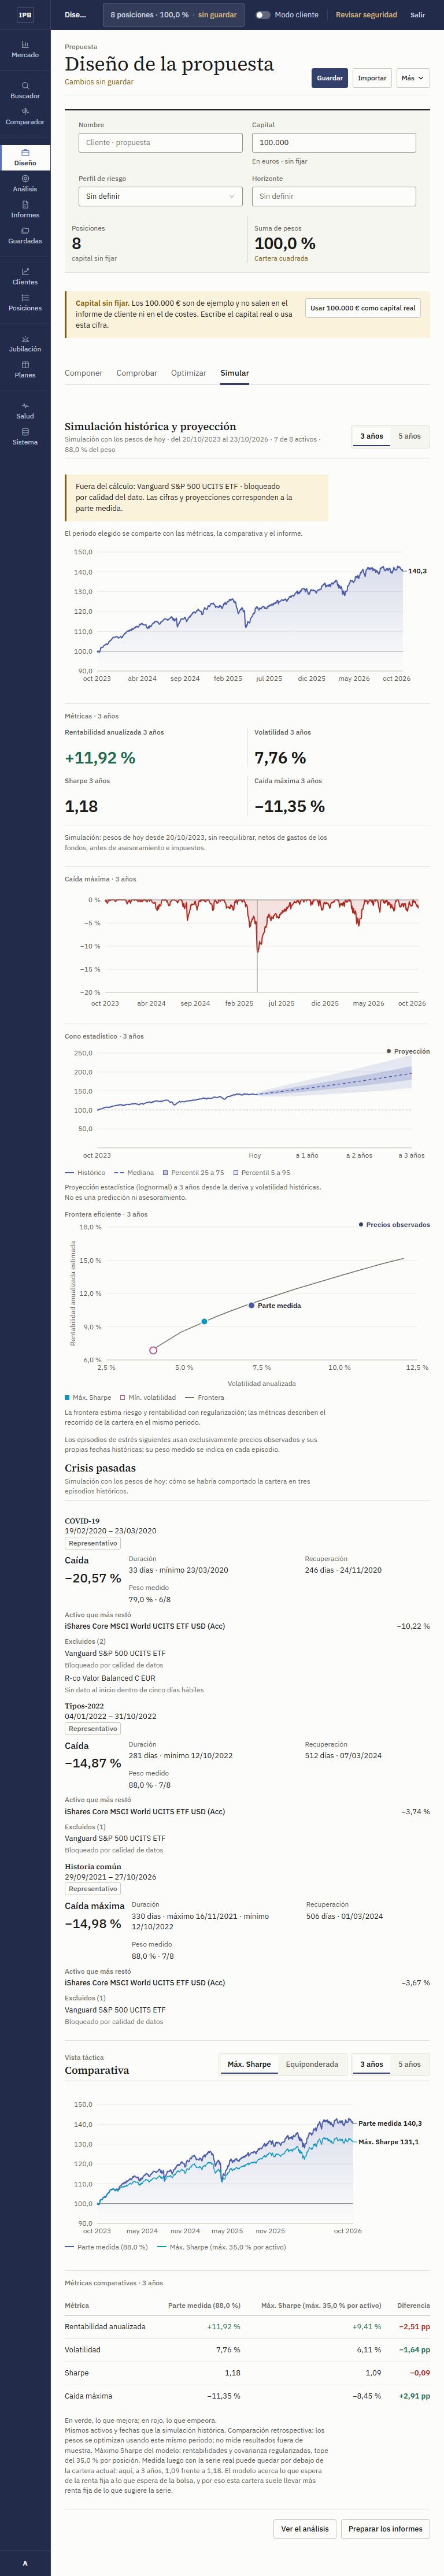 IPB
Dise...
8 posiciones · 100,0 % · sin guardar
Modo cliente
Revisar seguridad
Salir
Mercado
Buscador
Comparador
Diseño
Análisis
Informes
Guardadas
Clientes
Posiciones
Jubilación
Planes
Salud
Sistema
A
Propuesta
Diseño de la propuesta
Cambios sin guardar
Guardar
Importar
Más
Nombre
Cliente · propuesta
Capital
100.000
En euros · sin fijar
Perfil de riesgo
Sin definir
Horizonte
Sin definir
Posiciones
8
capital sin fijar
Suma de pesos
100,0 %
Cartera cuadrada
Capital sin fijar. Los 100.000 € son de ejemplo y no salen en el
informe de cliente ni en el de costes. Escribe el capital real o usa
esta cifra.
Usar 100.000 € como capital real
Componer
Comprobar
Optimizar
Simular
Simulación histórica y proyección
Simulación con los pesos de hoy · del 20/10/2023 al 23/10/2026 · 7 de 8 activos ·
88,0 % del peso
3 años
5 años
Fuera del cálculo: Vanguard S&P 500 UCITS ETF · bloqueado
por calidad del dato. Las cifras y proyecciones corresponden a la
parte medida.
El periodo elegido se comparte con las métricas, la comparativa y el informe.
150,0
140,0
130,0
120,0
110,0
100,0
90,0
140,3
oct 2023
abr 2024
sep 2024
feb 2025
jul 2025
dic 2025
may 2026
oct 2026
Métricas · 3 años
Rentabilidad anualizada 3 años
+11,92 %
Volatilidad 3 años
7,76 %
Sharpe 3 años
1,18
Caída máxima 3 años
−11,35 %
Simulación: pesos de hoy desde 20/10/2023, sin reequilibrar, netos de gastos de los
fondos, antes de asesoramiento e impuestos.
Caída máxima · 3 años
0 %
−5 %
−10 %
−15 %
−20 %
oct 2023
abr 2024
sep 2024
feb 2025
jul 2025
dic 2025
may 2026
oct 2026
Cono estadístico · 3 años
250,0
200,0
150,0
100,0
50,0
Proyección
oct 2023
Hoy
a 1 año
a 2 años
a 3 años
Histórico
Mediana
Percentil 25 a 75
Percentil 5 a 95
Proyección estadística (lognormal) a 3 años desde la deriva y volatilidad históricas.
No es una predicción ni asesoramiento.
Frontera eficiente · 3 años
Precios observados
Rentabilidad anualizada estimada
18,0 %
15,0 %
12,0 %
9,0 %
6,0 %
Parte medida
2,5 %
5,0 %
7,5 %
10,0 %
12,5 %
Volatilidad anualizada
Máx. Sharpe
Mín. volatilidad
Frontera
La frontera estima riesgo y rentabilidad con regularización; las métricas describen el
recorrido de la cartera en el mismo periodo.
Los episodios de estrés siguientes usan exclusivamente precios observados y sus
propias fechas históricas; su peso medido se indica en cada episodio.
Crisis pasadas
Simulación con los pesos de hoy: cómo se habría comportado la cartera en tres
episodios históricos.
COVID-19
19/02/2020 – 23/03/2020
Representativo
Caída
−20,57 %
Duración
33 días · mínimo 23/03/2020
Recuperación
246 días · 24/11/2020
Peso medido
79,0 % · 6/8
Activo que más restó
iShares Core MSCI World UCITS ETF USD (Acc)
−10,22 %
Excluidos (2)
Vanguard S&P 500 UCITS ETF
Bloqueado por calidad de datos
R-co Valor Balanced C EUR
Sin dato al inicio dentro de cinco días hábiles
Tipos-2022
04/01/2022 – 31/10/2022
Representativo
Caída
−14,87 %
Duración
281 días · mínimo 12/10/2022
Recuperación
512 días · 07/03/2024
Peso medido
88,0 % · 7/8
Activo que más restó
iShares Core MSCI World UCITS ETF USD (Acc)
−3,74 %
Excluidos (1)
Vanguard S&P 500 UCITS ETF
Bloqueado por calidad de datos
Historia común
29/09/2021 – 27/10/2026
Representativo
Caída máxima
−14,98 %
Duración
330 días · máximo 16/11/2021 · mínimo
12/10/2022
Recuperación
506 días · 01/03/2024
Peso medido
88,0 % · 7/8
Activo que más restó
iShares Core MSCI World UCITS ETF USD (Acc)
−3,67 %
Excluidos (1)
Vanguard S&P 500 UCITS ETF
Bloqueado por calidad de datos
Vista táctica
Comparativa
Máx. Sharpe
Equiponderada
3 años
5 años
150,0
140,0
130,0
120,0
110,0
100,0
90,0
Parte medida 140,3
Máx. Sharpe 131,1
oct 2023
may 2024
nov 2024
may 2025
nov 2025
oct 2026
Parte medida (88,0 %)
Máx. Sharpe (máx. 35,0 % por activo)
Métricas comparativas · 3 años
Métrica
Parte medida (88,0 %)
Máx. Sharpe (máx. 35,0 % por activo)
Diferencia
Rentabilidad anualizada
+11,92 %
+9,41 %
−2,51 pp
Volatilidad
7,76 %
6,11 %
−1,64 pp
Sharpe
1,18
1,09
−0,09
Caída máxima
−11,35 %
−8,45 %
+2,91 pp
En verde, lo que mejora; en rojo, lo que empeora.
Mismos activos y fechas que la simulación histórica. Comparación retrospectiva: los
pesos se optimizan usando este mismo periodo; no mide resultados fuera de
muestra. Máximo Sharpe del modelo: rentabilidades y covarianza regularizadas, tope
del 35,0 % por posición. Medida luego con la serie real puede quedar por debajo de
la cartera actual: aquí, a 3 años, 1,09 frente a 1,18. El modelo acerca lo que espera
de la renta fija a lo que espera de la bolsa, y por eso esta cartera suele llevar más
renta fija de lo que sugiere la serie.
Ver el análisis
Preparar los informes